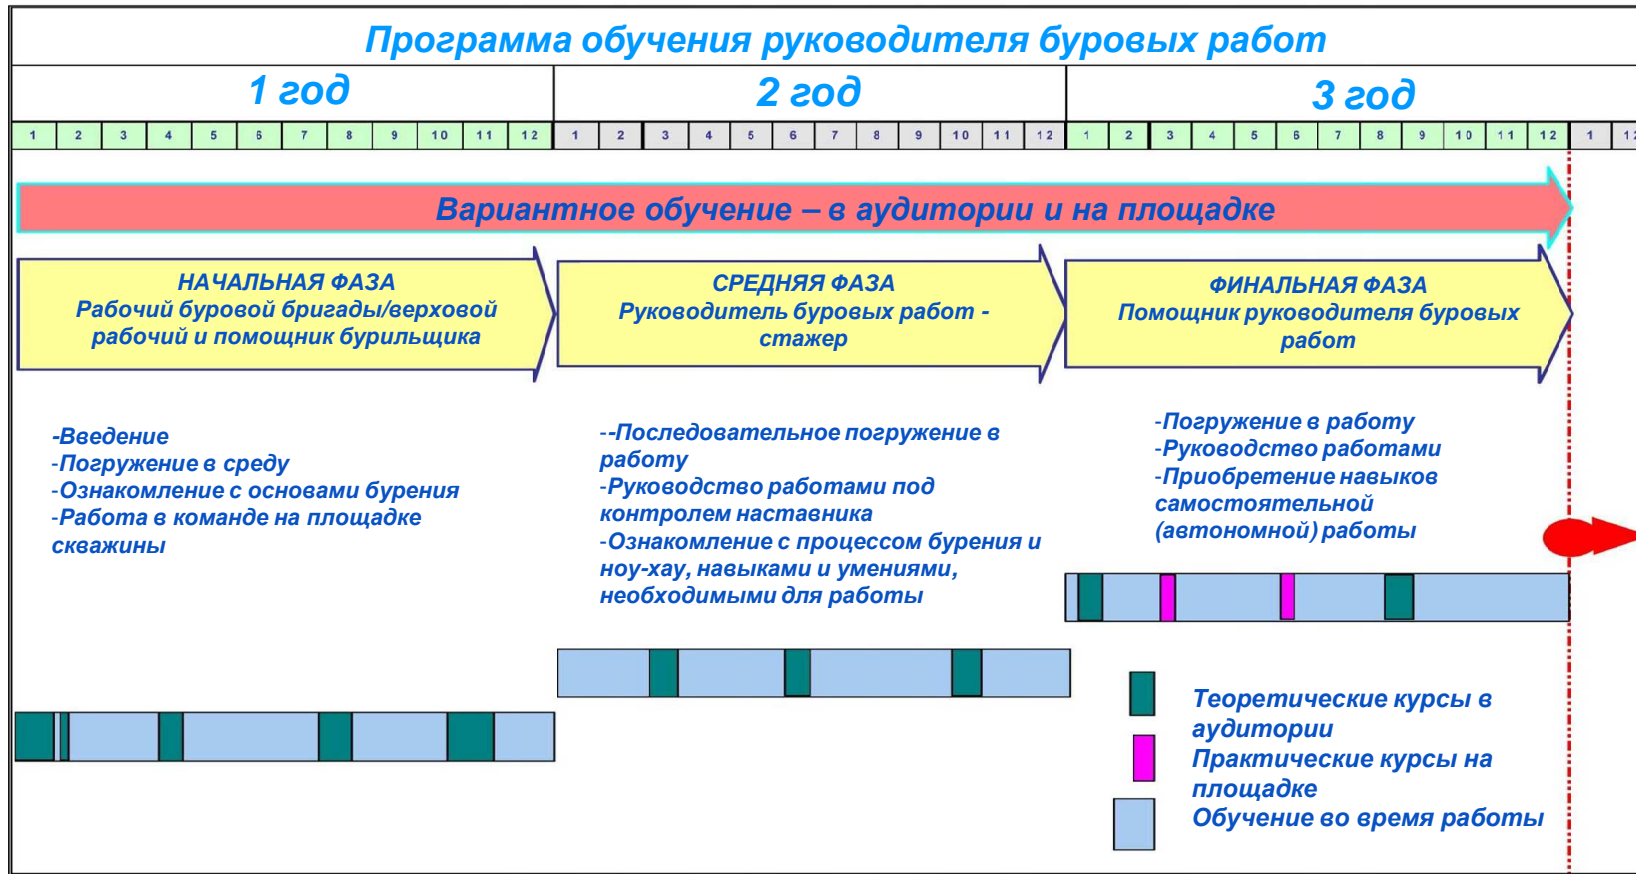 Программа обучения руководителя буровых работ
1 год 2 год 3 год
1 2 3 4 5 6 7 8 9 10 11 12 1 2 3 4 5 6 7 8 9 10 11 12 1 2 3 4 5 6 7 8 9 10 11 12 1 12
Вариантное обучение – в аудитории и на площадке
НАЧАЛЬНАЯ ФАЗА
Рабочий буровой бригады/верховой
рабочий и помощник бурильщика
СРЕДНЯЯ ФАЗА
Руководитель буровых работ -
стажер
ФИНАЛЬНАЯ ФАЗА
Помощник руководителя буровых
работ
-Введение
-Погружение в среду
-Ознакомление с основами бурения
-Работа в команде на площадке
скважины
--Последовательное погружение в
работу
-Руководство работами под
контролем наставника
-Ознакомление с процессом бурения и
ноу-хау, навыками и умениями,
необходимыми для работы
-Погружение в работу
-Руководство работами
-Приобретение навыков
самостоятельной
(автономной) работы
Теоретические курсы в
аудитории
Практические курсы на
площадке
Обучение во время работы